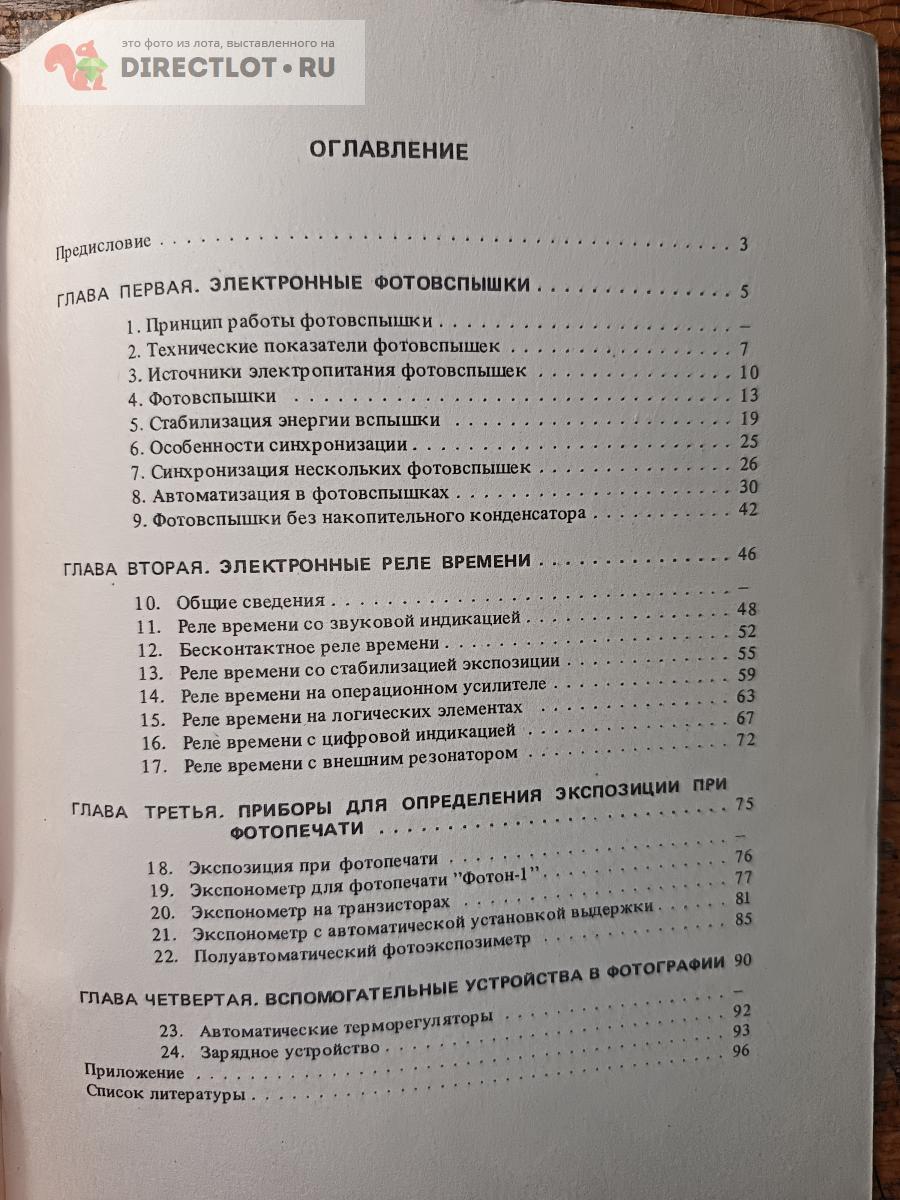 это фото из лота, выставленного на
DIRECTLOT.RU
ОГЛАВЛЕНИЕ
Предисловие . . . . . . . . . . . . . . . . . . . . 3
ГЛАВА ПЕРВАЯ. ЭЛЕКТРОННЫЕ ФОТОВСПЫШКИ . . . . . . . . . . 5
1. Принцип работы фотовспышки . . . . . . . . . . –
2. Технические показатели фотовспышек . . . . . . . . . . 7
3. Источники электропитания фотовспышек . . . . . . . . . . 10
4. Фотовспышки . . . . . . . . . . 13
5. Стабилизация энергии вспышки . . . . . . . . . . 19
6. Особенности синхронизации . . . . . . . . . . 25
7. Синхронизация нескольких фотовспышек . . . . . . . . . . 26
8. Автоматизация в фотовспышках . . . . . . . . . . 30
9. Фотовспышки без накопительного конденсатора . . . . . . . . . . 42
ГЛАВА ВТОРАЯ. ЭЛЕКТРОННЫЕ РЕЛЕ ВРЕМЕНИ . . . . . . . . . . 46
10. Общие сведения . . . . . . . . . . –
11. Реле времени со звуковой индикацией . . . . . . . . . . 48
12. Бесконтактное реле времени . . . . . . . . . . 52
13. Реле времени со стабилизацией экспозиции . . . . . . . . . . 55
14. Реле времени на операционном усилителе . . . . . . . . . . 59
15. Реле времени на логических элементах . . . . . . . . . . 63
16. Реле времени с цифровой индикацией . . . . . . . . . . 67
17. Реле времени с внешним резонатором . . . . . . . . . . 72
ГЛАВА ТРЕТЬЯ. ПРИБОРЫ ДЛЯ ОПРЕДЕЛЕНИЯ ЭКСПОЗИЦИИ ПРИ
ФОТОПЕЧАТИ . . . . . . . . . . 75
18. Экспозиция при фотопечати . . . . . . . . . . –
19. Экспонометр для фотопечати "Фотон-1" . . . . . . . . . . 76
20. Экспонометр на транзисторах . . . . . . . . . . 77
21. Экспонометр с автоматической установкой выдержки . . . . . . 81
22. Полуавтоматический фотоэкспозиметр . . . . . . . . . . 85
ГЛАВА ЧЕТВЕРТАЯ. ВСПОМОГАТЕЛЬНЫЕ УСТРОЙСТВА В ФОТОГРАФИИ 90
23. Автоматические терморегуляторы . . . . . . . . . . –
24. Зарядное устройство . . . . . . . . . . 92
Приложение . . . . . . . . . . 93
Список литературы . . . . . . . . . . 96